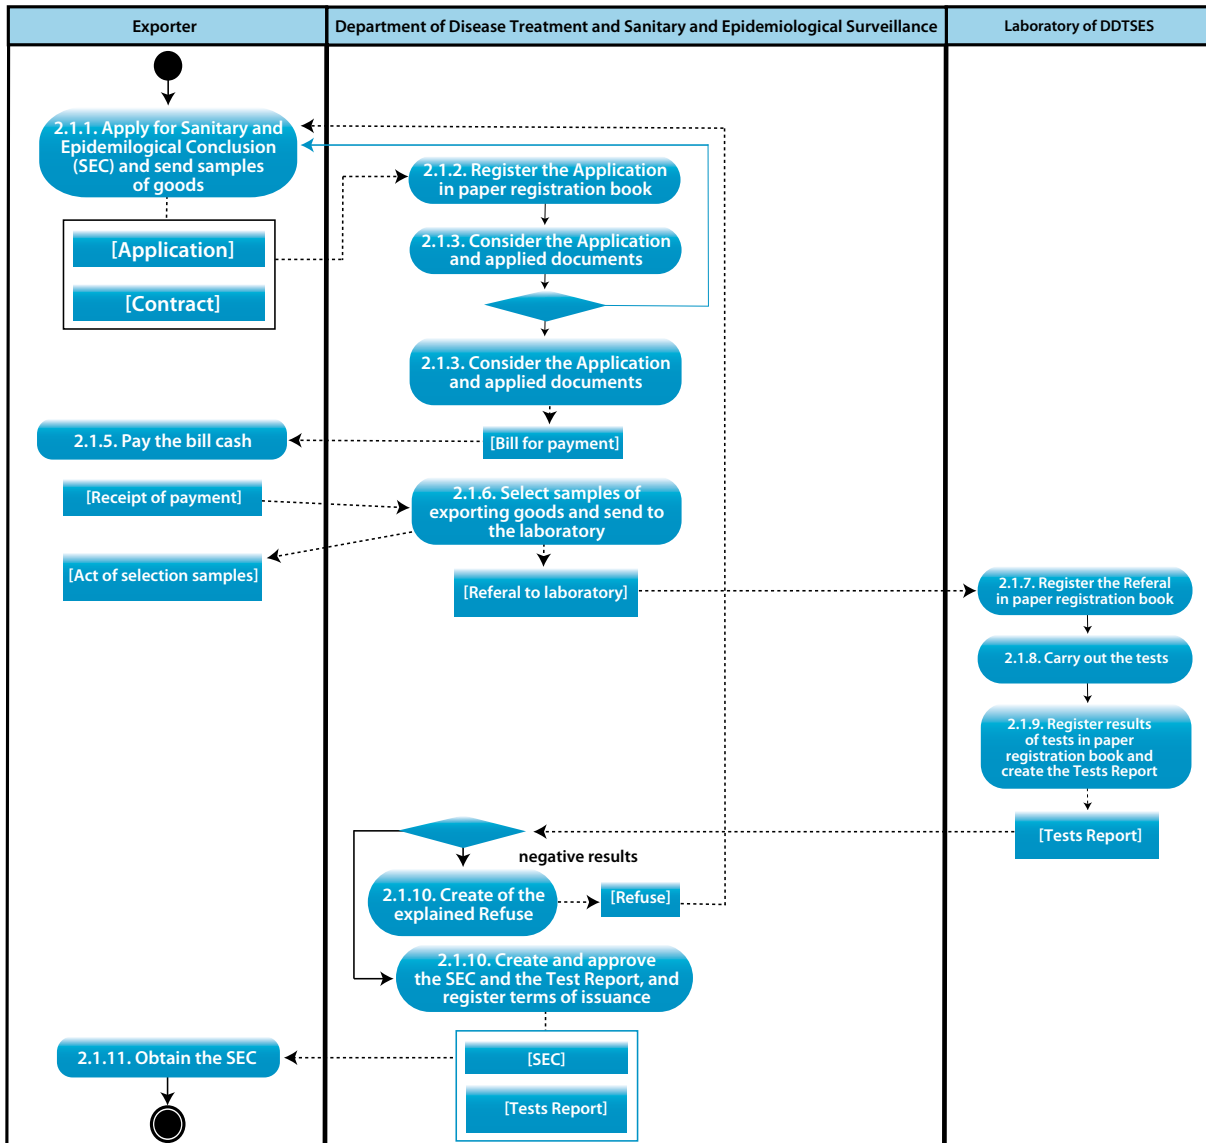 Exporter
Department of Disease Treatment and Sanitary and Epidemiological Surveillance
Laboratory of DDTSES
2.1.1. Apply for Sanitary and
Epidemilogical Conclusion
(SEC) and send samples
of goods
[Application]
[Contract]
2.1.2. Register the Application
in paper registration book
2.1.3. Consider the Application
and applied documents
2.1.3. Consider the Application
and applied documents
[Bill for payment]
2.1.5. Pay the bill cash
[Receipt of payment]
2.1.6. Select samples of
exporting goods and send to
the laboratory
[Act of selection samples]
[Referal to laboratory]
2.1.7. Register the Referal
in paper registration book
2.1.8. Carry out the tests
2.1.9. Register results
of tests in paper
registration book and
create the Tests Report
[Tests Report]
negative results
2.1.10. Create of the
explained Refuse
[Refuse]
2.1.10. Create and approve
the SEC and the Test Report, and
register terms of issuance
2.1.11. Obtain the SEC
[SEC]
[Tests Report]